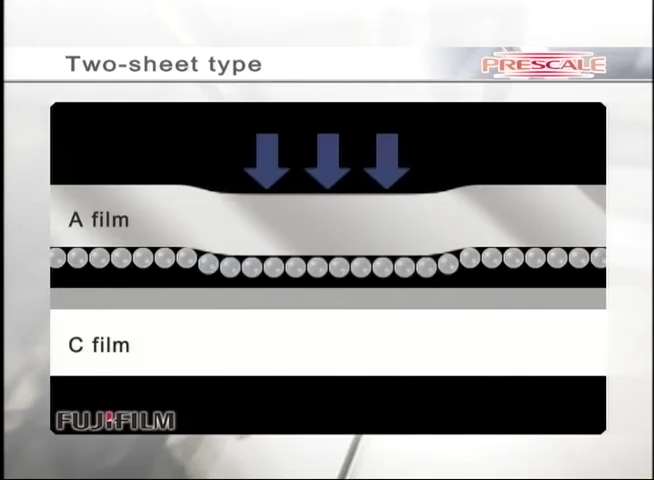 Two-sheet type
PRESCALE
A film
C film
FUJIFILM